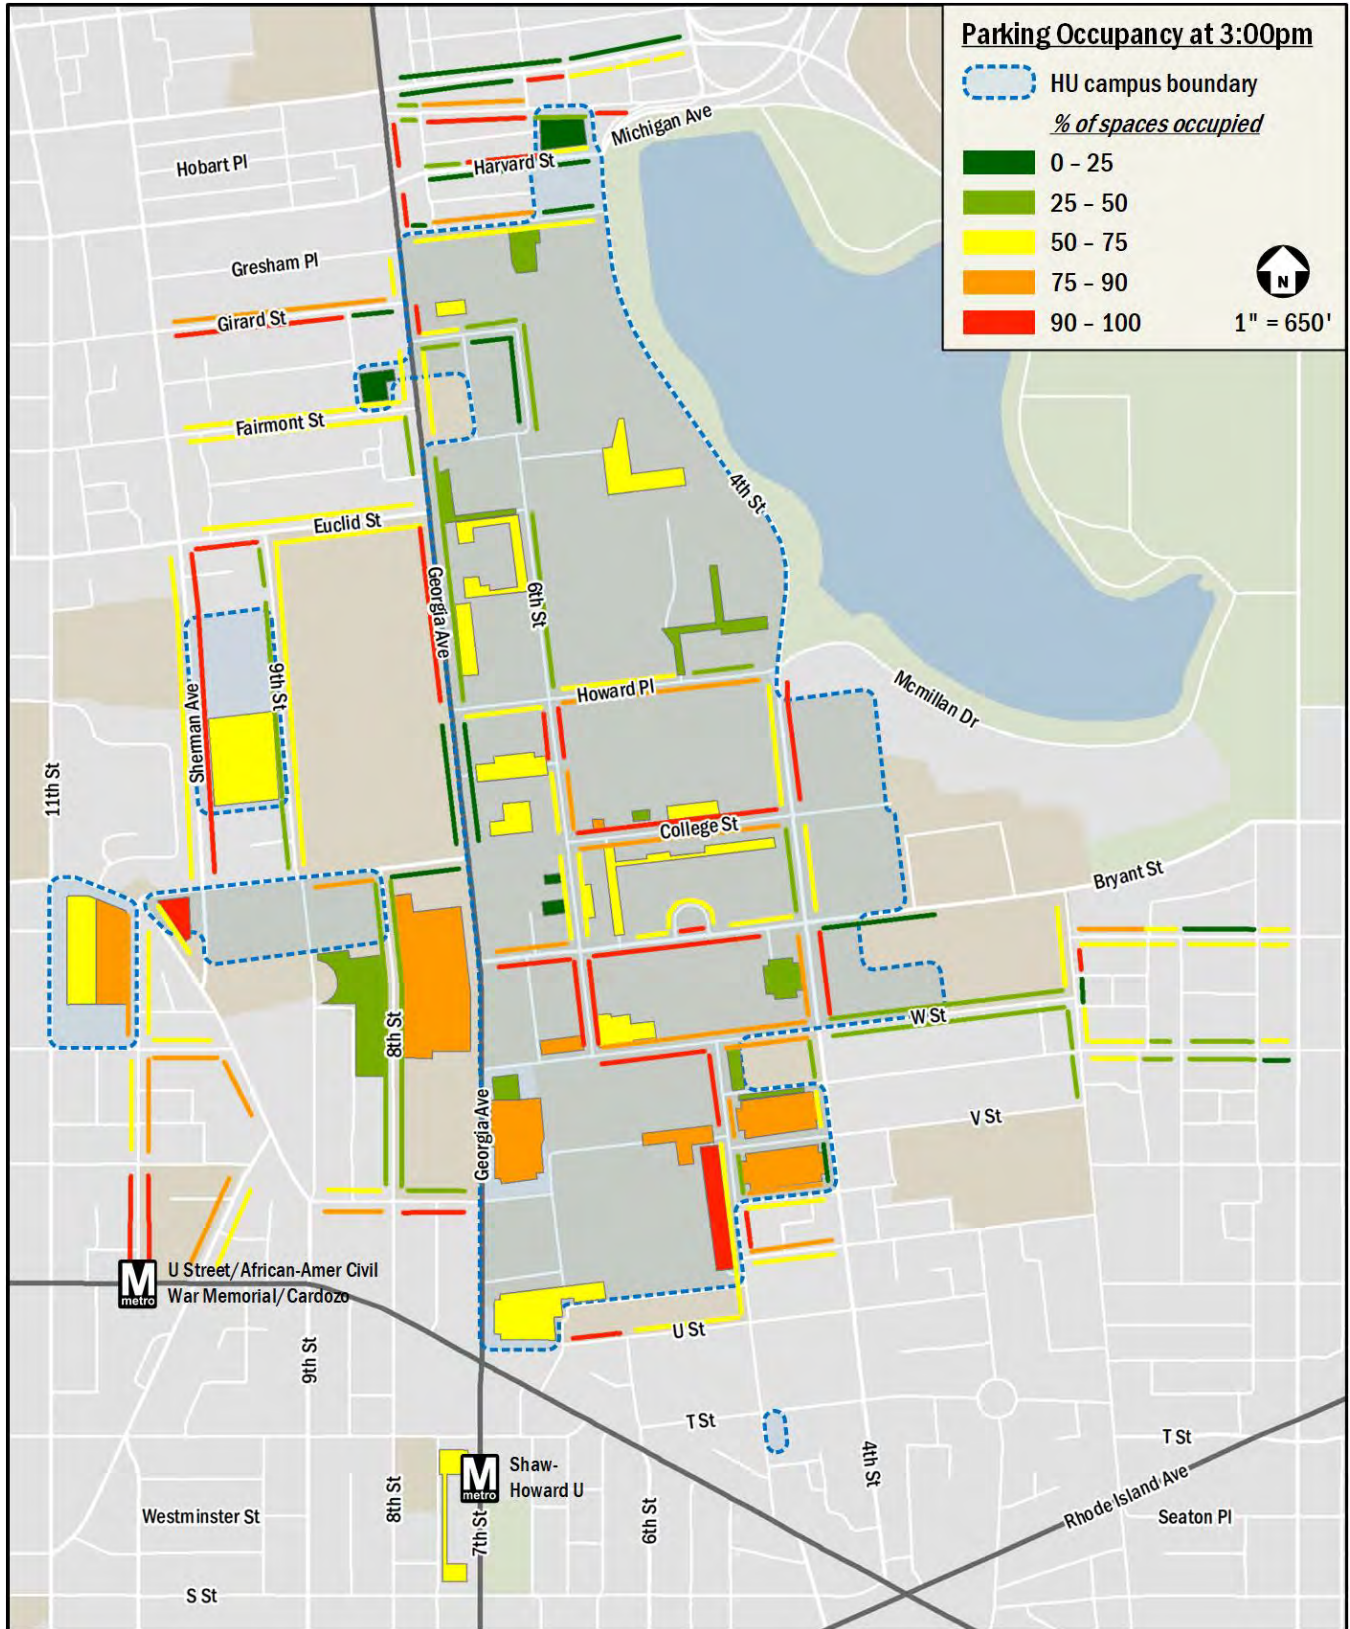 Parking Occupancy at 3:00pm
HU campus boundary
% of spaces occupied
0 – 25
25 – 50
50 – 75
75 – 90
90 – 100
N
1" = 650'
Michigan Ave
Hobart Pl
Harvard St
Gresham Pl
Girard St
Fairmont St
4th St
Euclid St
Georgia Ave
6th St
Howard Pl
9th St
Mcmillan Dr
Sherman Ave
11th St
College St
Bryant St
W St
8th St
Georgia Ave
V St
M
metro
U Street/African-Amer Civil
War Memorial/Cardozo
U St
9th St
T St
T St
4th St
M
metro
Shaw-
Howard U
Rhode Island Ave
8th St
7th St
6th St
Westminster St
Seaton Pl
S St